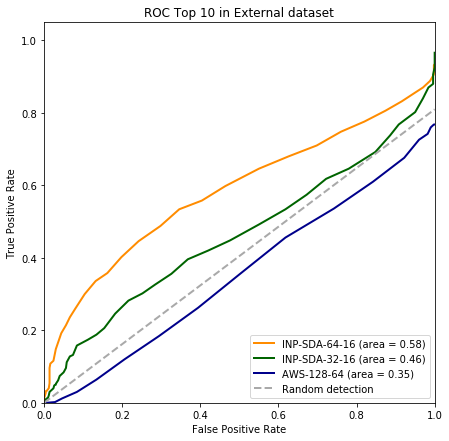 ROC Top 10 in External dataset
True Positive Rate
1.0
0.8
0.6
0.4
0.2
0.0
INP-SDA-64-16 (area = 0.58)
INP-SDA-32-16 (area = 0.46)
AWS-128-64 (area = 0.35)
Random detection
0.0 0.2 0.4 0.6 0.8 1.0
False Positive Rate